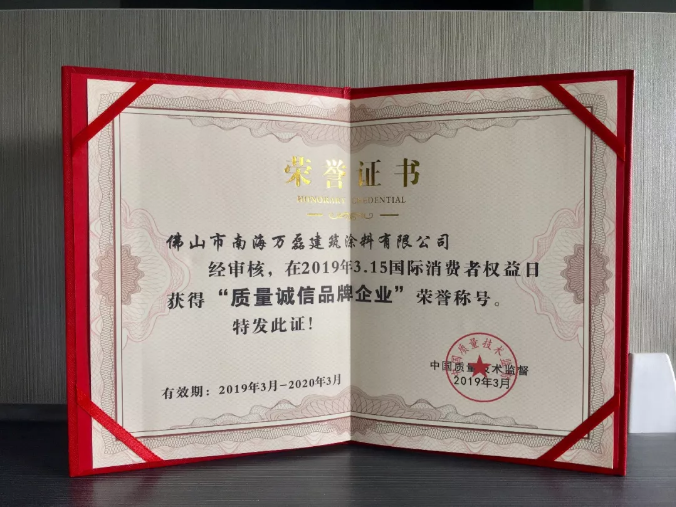 荣誉证书
佛山市南海万磊建筑涂料有限公司
经审核，在2019年3.15国际消费者权益日
获得“质量诚信品牌企业”荣誉称号。
特发此证！
中国质量技术监督
2019年3月
有效期：2019年3月-2020年3月